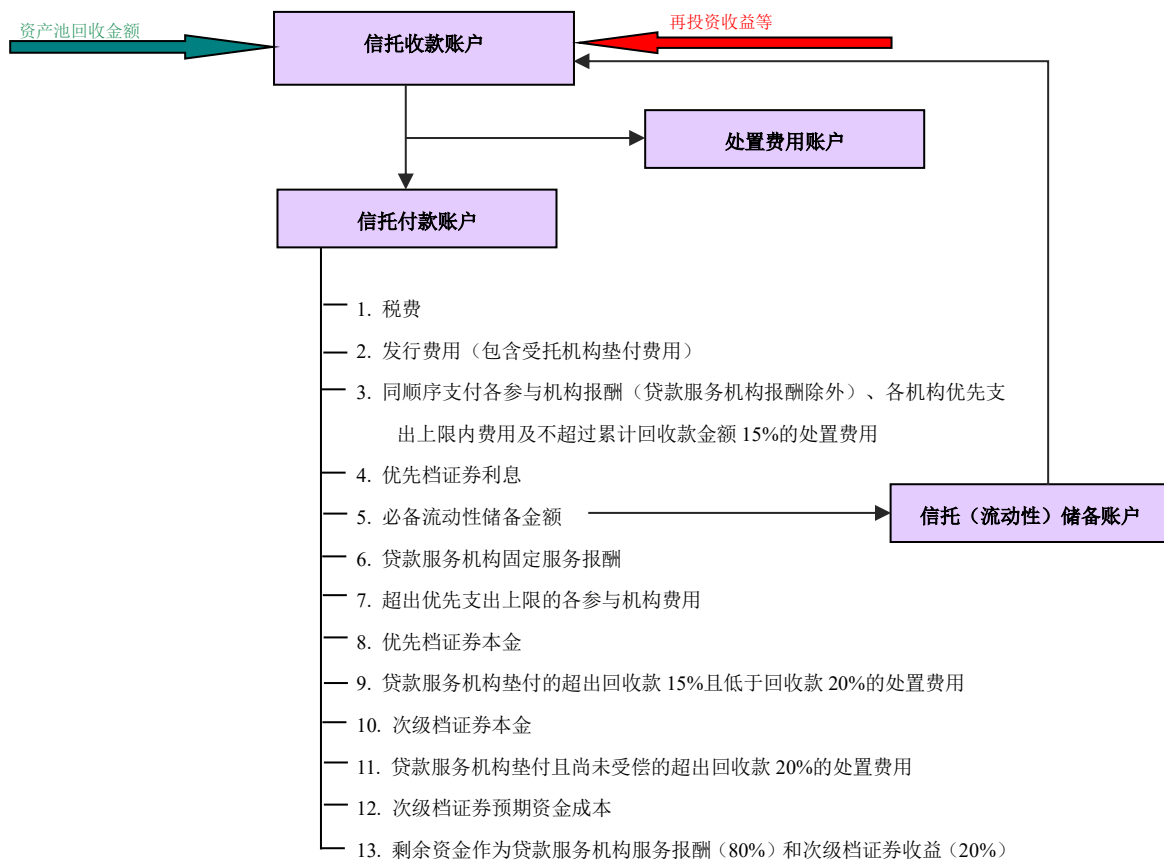 资产池回收金额
信托收款账户
再投资收益等
处置费用账户
信托付款账户
1. 税费
2. 发行费用（包含受托机构垫付费用）
3. 同顺序支付各参与机构报酬（贷款服务机构报酬除外）、各机构优先支
出上限内费用及不超过累计回收款金额 15%的处置费用
4. 优先档证券利息
5. 必备流动性储备金额
信托（流动性）储备账户
6. 贷款服务机构固定服务报酬
7. 超出优先支出上限的各参与机构费用
8. 优先档证券本金
9. 贷款服务机构垫付的超出回收款 15%且低于回收款 20%的处置费用
10. 次级档证券本金
11. 贷款服务机构垫付且尚未受偿的超出回收款 20%的处置费用
12. 次级档证券预期资金成本
13. 剩余资金作为贷款服务机构服务报酬（80%）和次级档证券收益（20%）